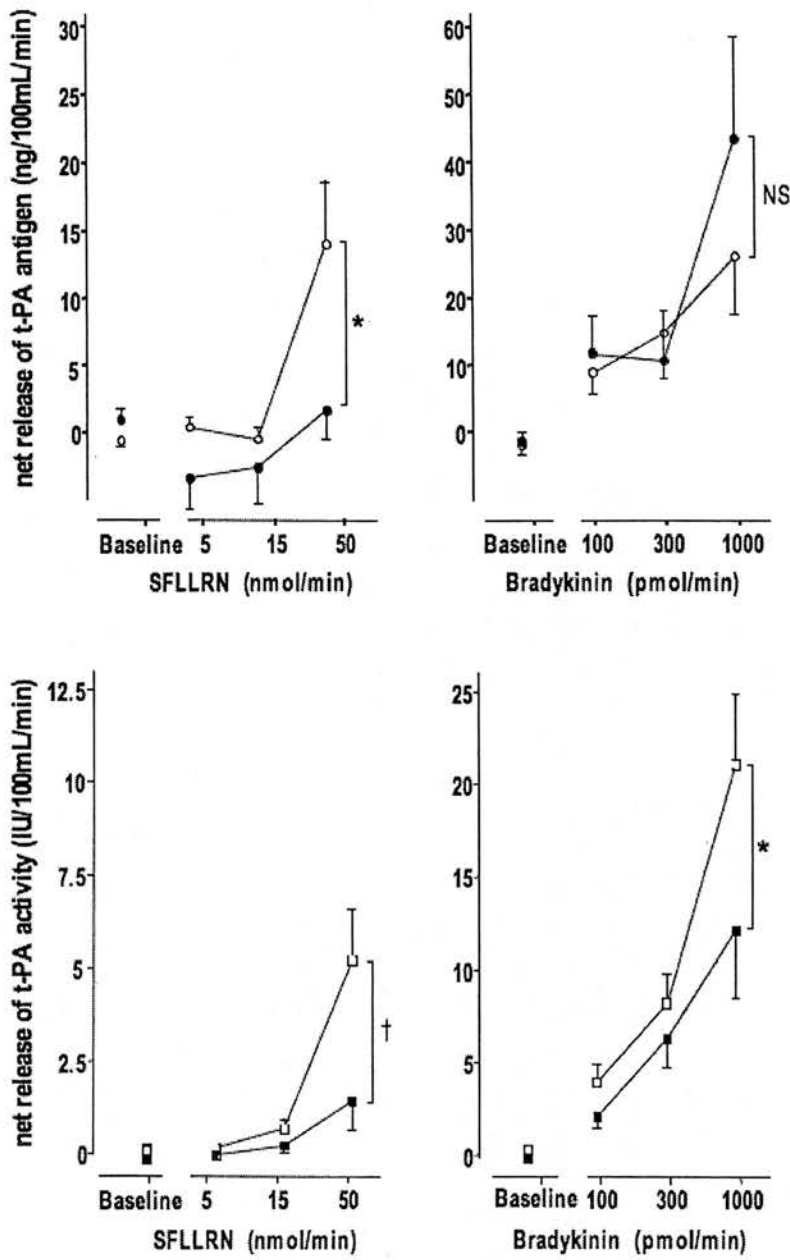 net release of t-PA antigen (ng/100mL/min)
30
25
20
15
10
5
0
*
Baseline 5 15 50
SFLLRN (nmol/min)
60
50
40
30
20
10
0
NS
Baseline 100 300 1000
Bradykinin (pmol/min)
net release of t-PA activity (IU/100mL/min)
12.5
10
7.5
5
2.5
0
†
Baseline 5 15 50
SFLLRN (nmol/min)
25
20
15
10
5
0
*
Baseline 100 300 1000
Bradykinin (pmol/min)